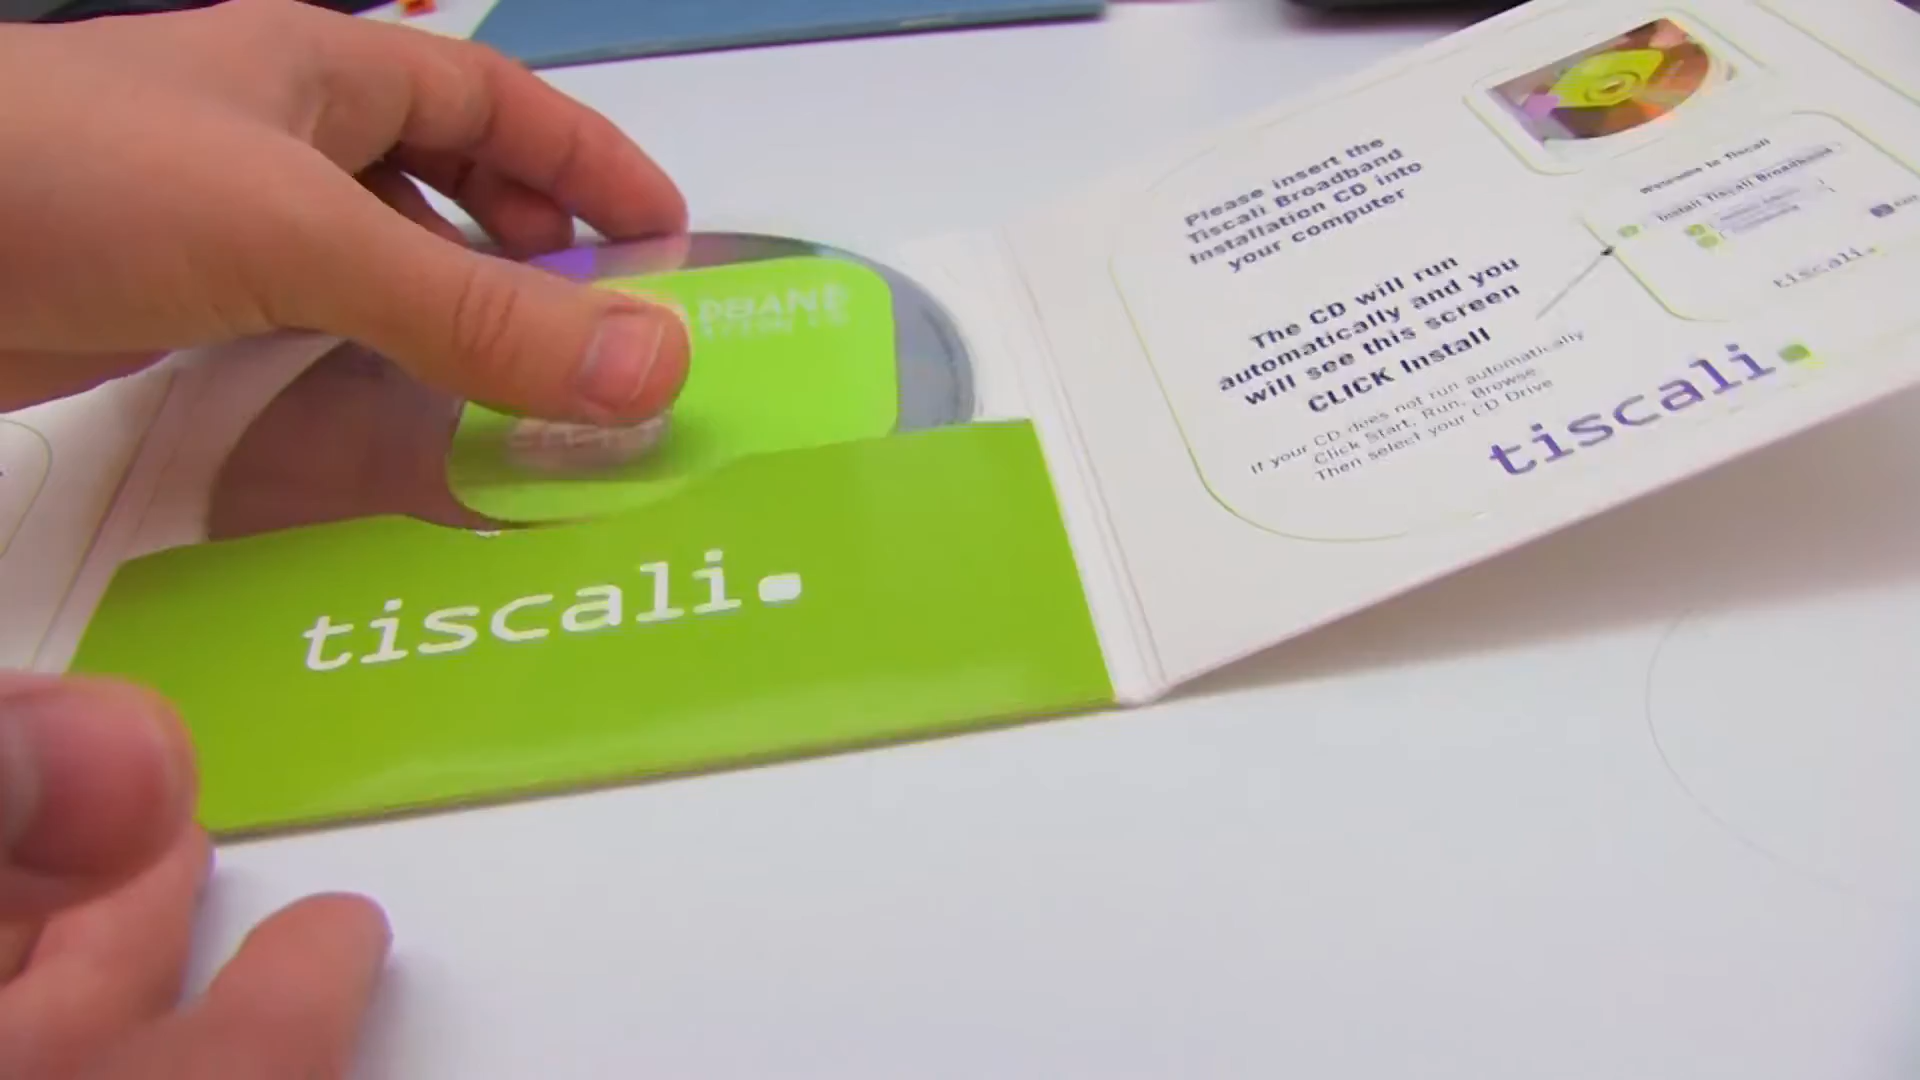 tiscali.
Please insert the
Tiscali Broadband
Installation CD into
your computer
The CD will run
automatically and you
will see this screen
CLICK Install
If your CD does not run automatically
Click Start, Run, Browse
Then select your CD Drive
tiscali.
Welcome to Tiscali
Install Tiscali Broadband
tiscali.